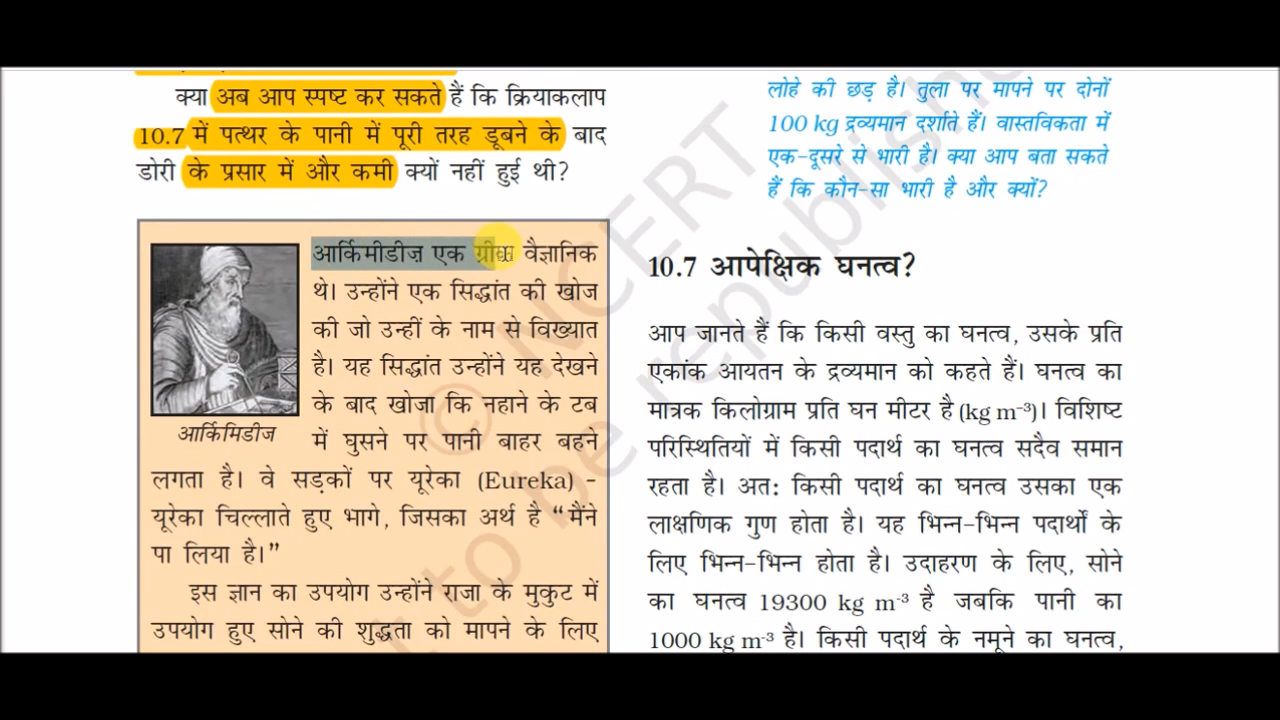 क्या अब आप स्पष्ट कर सकते हैं कि क्रियाकलाप
10.7 में पत्थर के पानी में पूरी तरह डूबने के बाद
डोरी के प्रसार में और कमी क्यों नहीं हुई थी?
आर्किमीडीज़ एक ग्रीक वैज्ञानिक
थे। उन्होंने एक सिद्धांत की खोज
की जो उन्हीं के नाम से विख्यात
है। यह सिद्धांत उन्होंने यह देखने
के बाद खोजा कि नहाने के टब
में घुसने पर पानी बाहर बहने
लगता है। वे सड़कों पर यूरेका (Eureka) -
यूरेका चिल्लाते हुए भागे, जिसका अर्थ है “मैंने
पा लिया है।”
आर्किमिडीज
इस ज्ञान का उपयोग उन्होंने राजा के मुकुट में
उपयोग हुए सोने की शुद्धता को मापने के लिए
लोहे की छड़ है। तुला पर मापने पर दोनों
100 kg द्रव्यमान दर्शाते हैं। वास्तविकता में
एक-दूसरे से भारी है। क्या आप बता सकते
हैं कि कौन-सा भारी है और क्यों?
10.7 आपेक्षिक घनत्व?
आप जानते हैं कि किसी वस्तु का घनत्व, उसके प्रति
एकांक आयतन के द्रव्यमान को कहते हैं। घनत्व का
मात्रक किलोग्राम प्रति घन मीटर है (kg m⁻³)। विशिष्ट
परिस्थितियों में किसी पदार्थ का घनत्व सदैव समान
रहता है। अत: किसी पदार्थ का घनत्व उसका एक
लाक्षणिक गुण होता है। यह भिन्न-भिन्न पदार्थों के
लिए भिन्न-भिन्न होता है। उदाहरण के लिए, सोने
का घनत्व 19300 kg m⁻³ है जबकि पानी का
1000 kg m⁻³ है। किसी पदार्थ के नमूने का घनत्व,
© NCERT
to be republishe